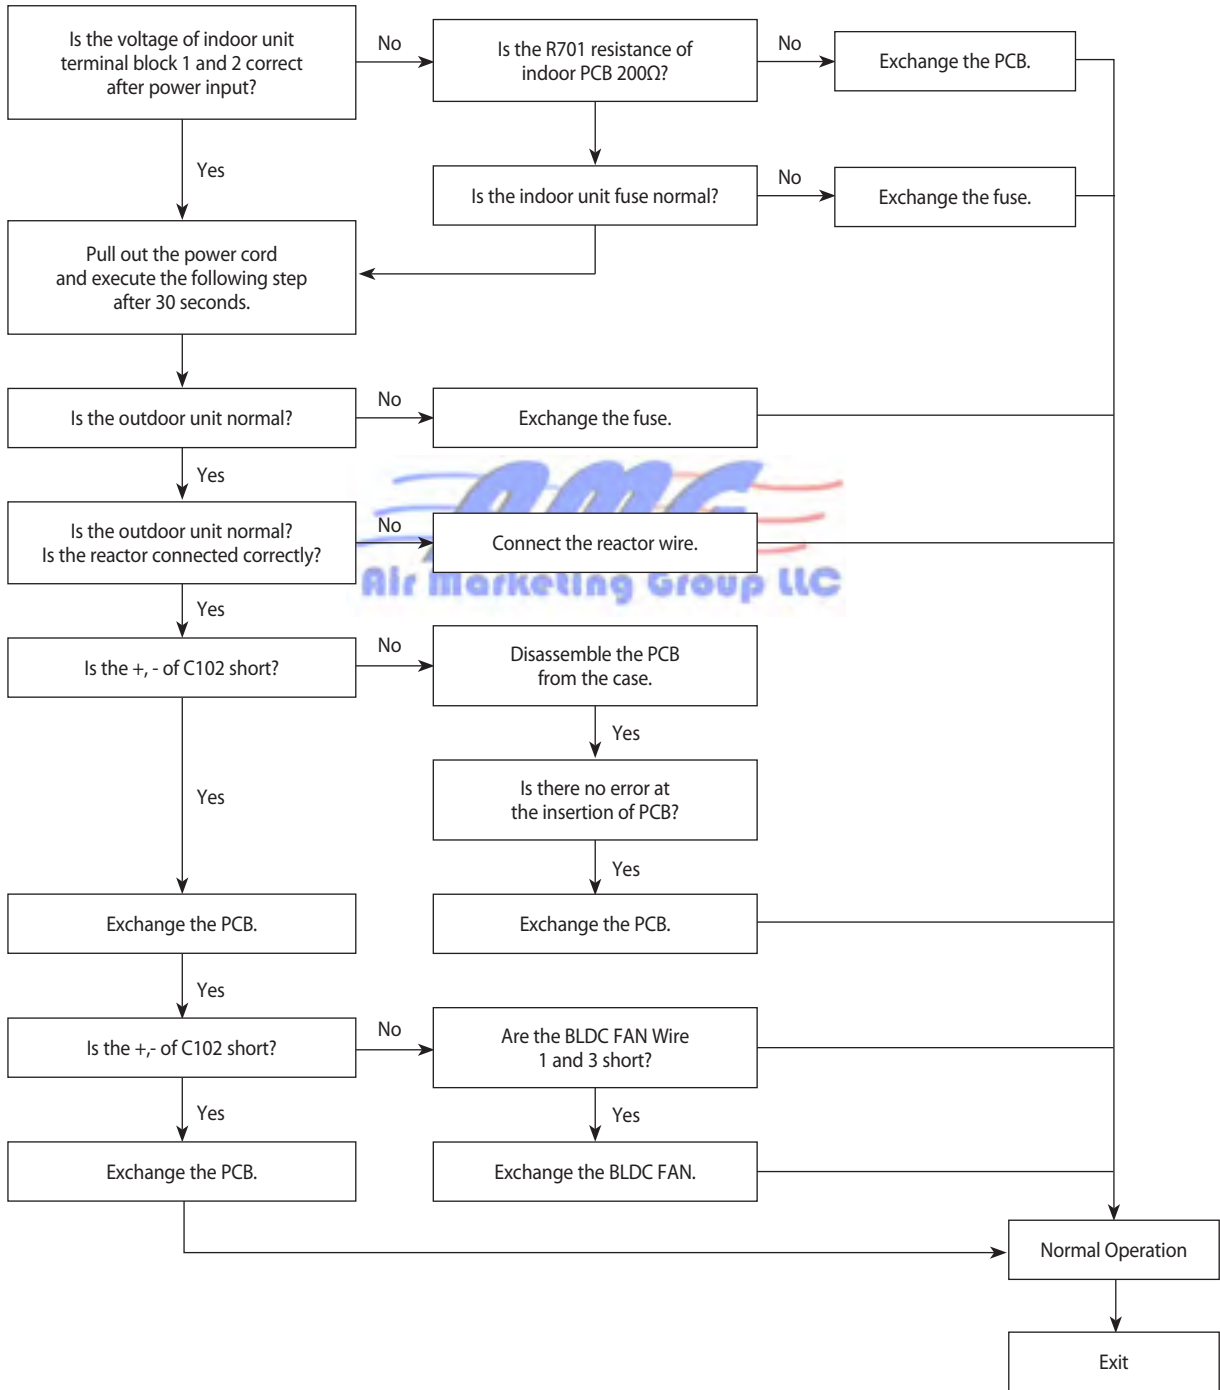 Is the voltage of indoor unit
terminal block 1 and 2 correct
after power input?
No
Is the R701 resistance of
indoor PCB 200Ω?
No
Exchange the PCB.
Yes
Is the indoor unit fuse normal?
No
Exchange the fuse.
Pull out the power cord
and execute the following step
after 30 seconds.
Is the outdoor unit normal?
No
Exchange the fuse.
Yes
AMG
Air Marketing Group LLC
Is the outdoor unit normal?
Is the reactor connected correctly?
No
Connect the reactor wire.
Yes
Is the +, - of C102 short?
No
Disassemble the PCB
from the case.
Yes
Yes
Is there no error at
the insertion of PCB?
Yes
Exchange the PCB.
Exchange the PCB.
Yes
Is the +,- of C102 short?
No
Are the BLDC FAN Wire
1 and 3 short?
Yes
Yes
Exchange the PCB.
Exchange the BLDC FAN.
Normal Operation
Exit